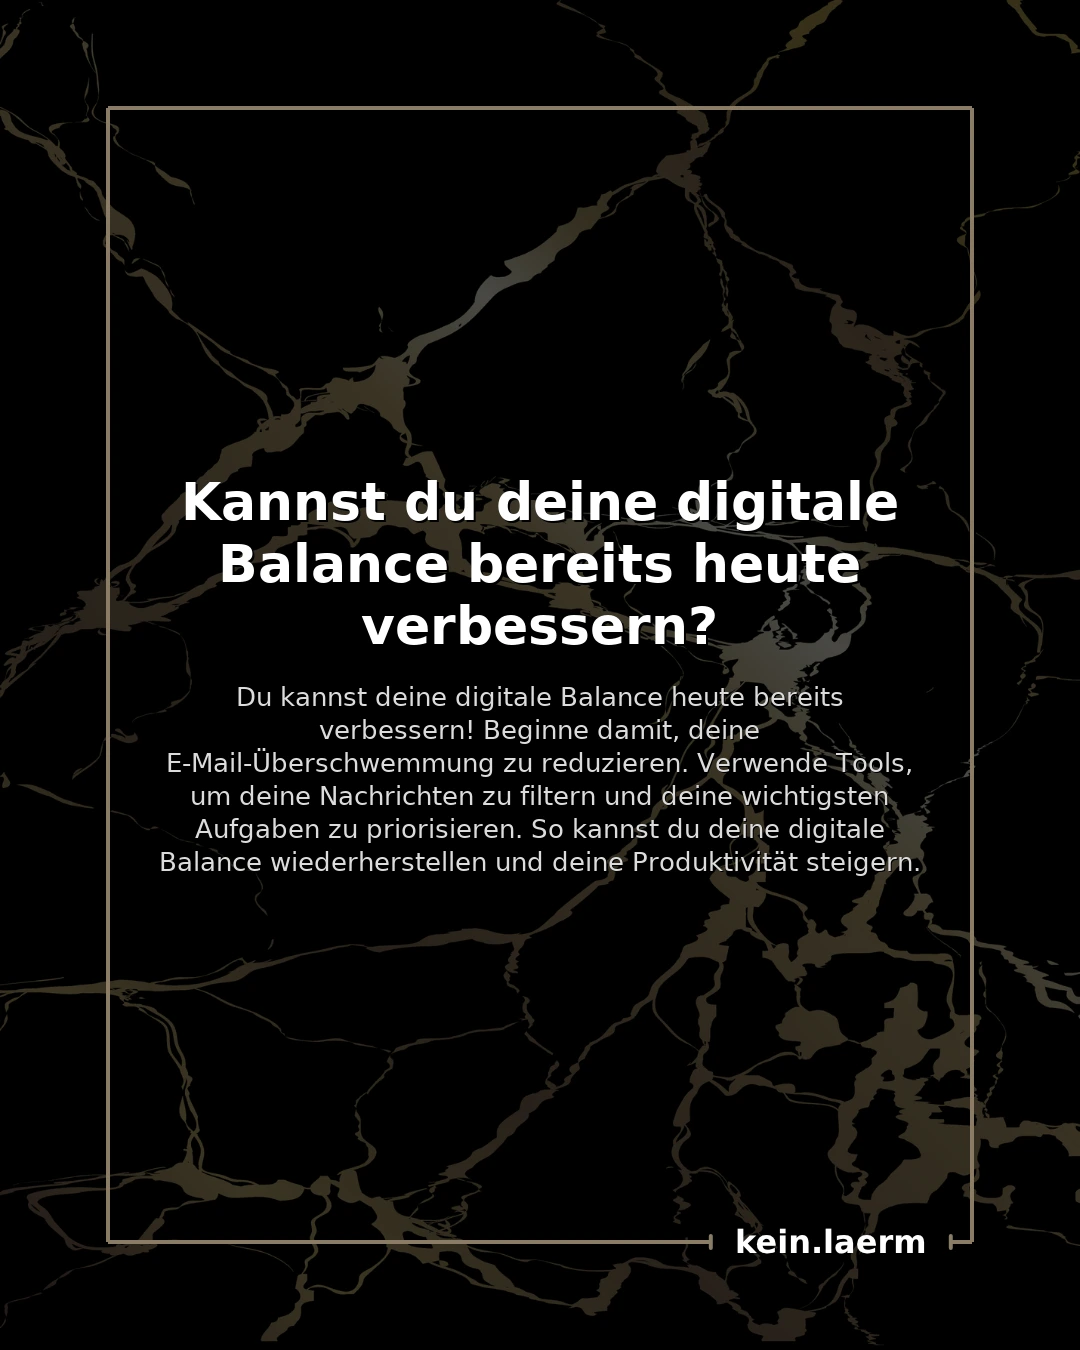 Kannst du deine digitale
Balance bereits heute
verbessern?
Du kannst deine digitale Balance heute bereits
verbessern! Beginne damit, deine
E-Mail-Überschwemmung zu reduzieren. Verwende Tools,
um deine Nachrichten zu filtern und deine wichtigsten
Aufgaben zu priorisieren. So kannst du deine digitale
Balance wiederherstellen und deine Produktivität steigern.
kein.laerm